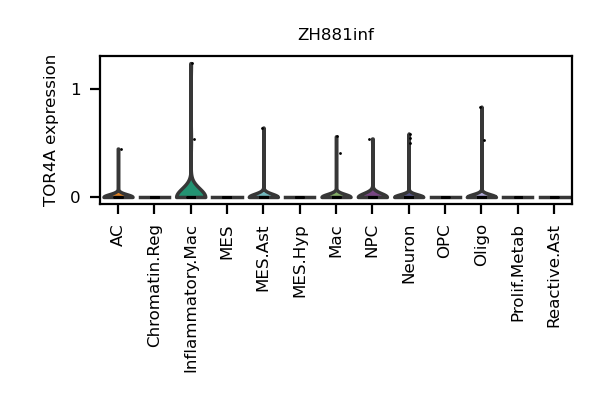 ZH881inf
TOR4A expression
1
0
AC
Chromatin.Reg
Inflammatory.Mac
MES
MES.Ast
MES.Hyp
Mac
NPC
Neuron
OPC
Oligo
Prolif.Metab
Reactive.Ast